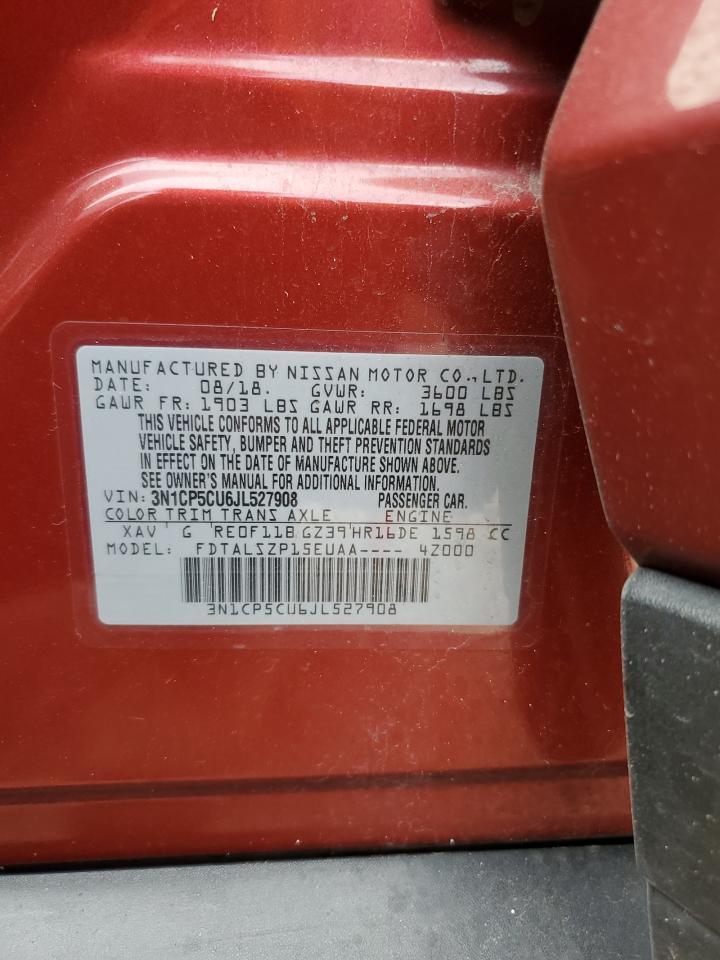 MANUFACTURED BY NISSAN MOTOR CO., LTD.
DATE: 08/18. GVWR: 3600 LBS
GAWR FR: 1903 LBS GAWR RR: 1698 LBS
THIS VEHICLE CONFORMS TO ALL APPLICABLE FEDERAL MOTOR
VEHICLE SAFETY, BUMPER AND THEFT PREVENTION STANDARDS
IN EFFECT ON THE DATE OF MANUFACTURE SHOWN ABOVE.
SEE OWNER'S MANUAL FOR ADDITIONAL INFORMATION.
VIN: 3N1CP5CU6JL527908 PASSENGER CAR.
COLOR TRIM TRANS AXLE ENGINE
XAV G RE0F11B GZ39 HR16DE 1598 CC
MODEL: FDTALSZP15EUAA---- 4Z000
3N1CP5CU6JL527908